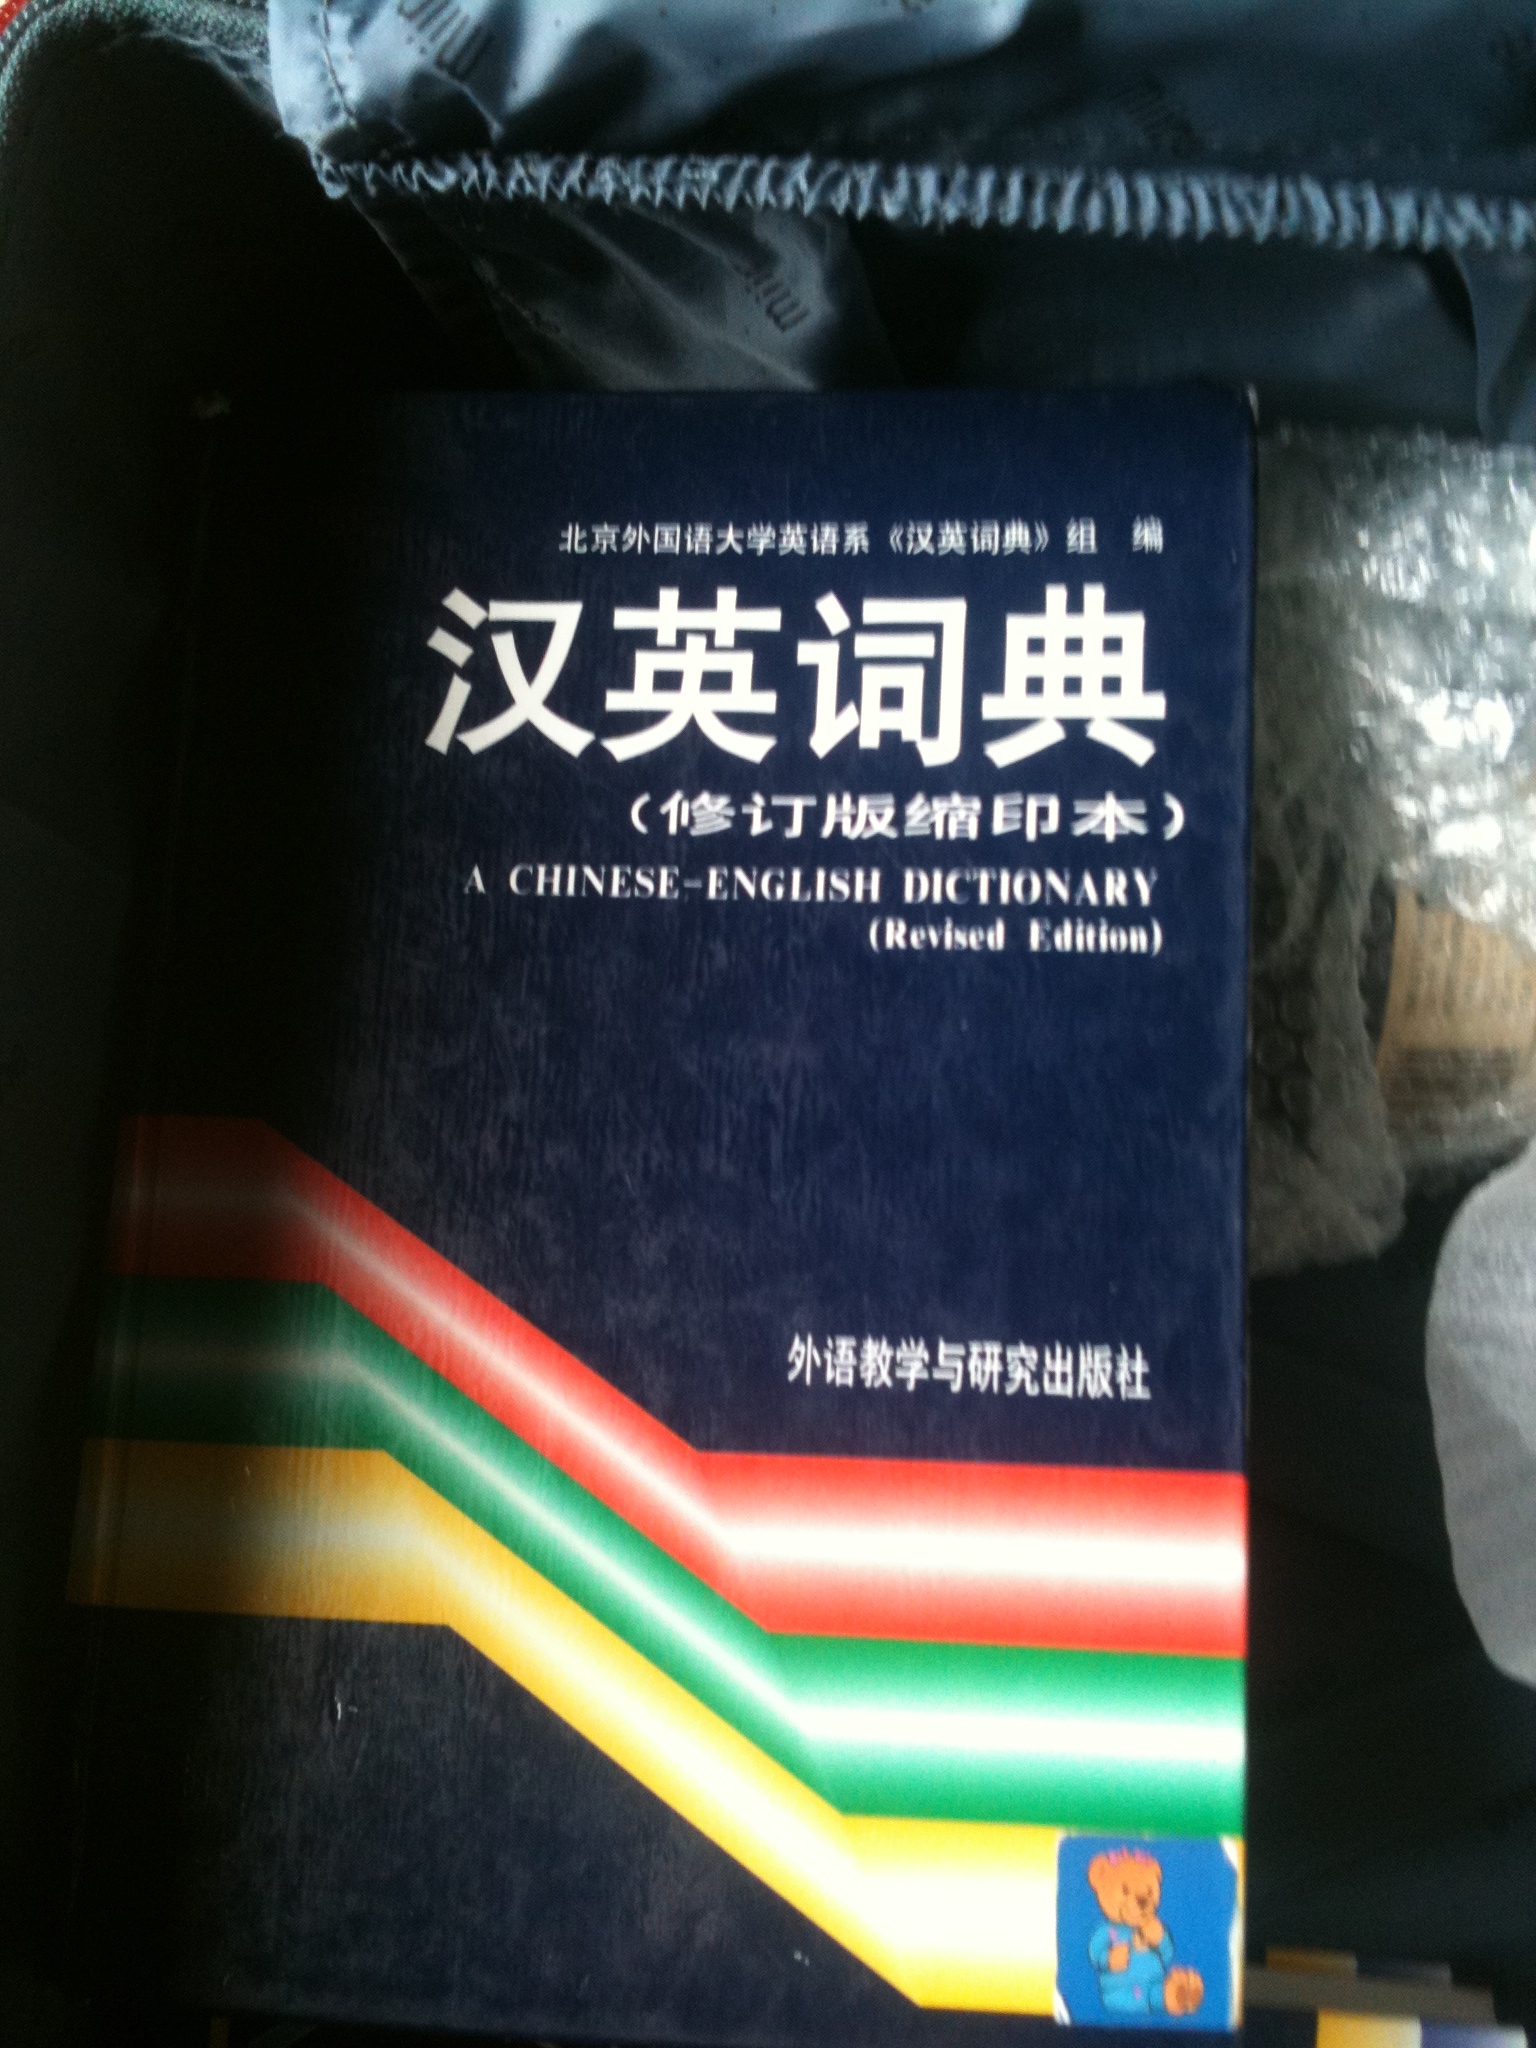 北京外国语大学英语系《汉英词典》组 编
汉英词典
(修订版缩印本)
A CHINESE-ENGLISH DICTIONARY
(Revised Edition)
外语教学与研究出版社